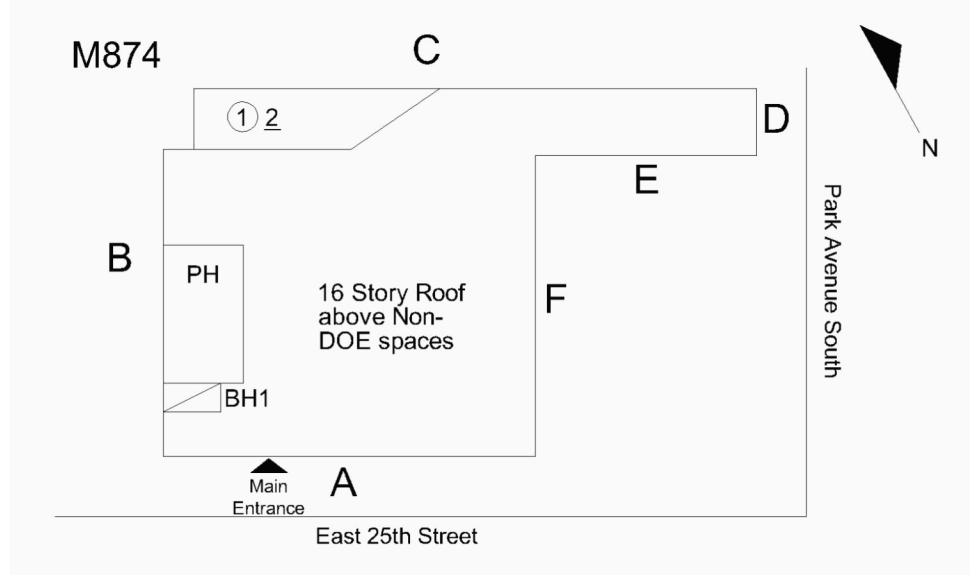 M874
C
1 2
D
N
E
Park Avenue South
B
PH
16 Story Roof
above Non-
DOE spaces
F
BH1
A
Main
Entrance
East 25th Street